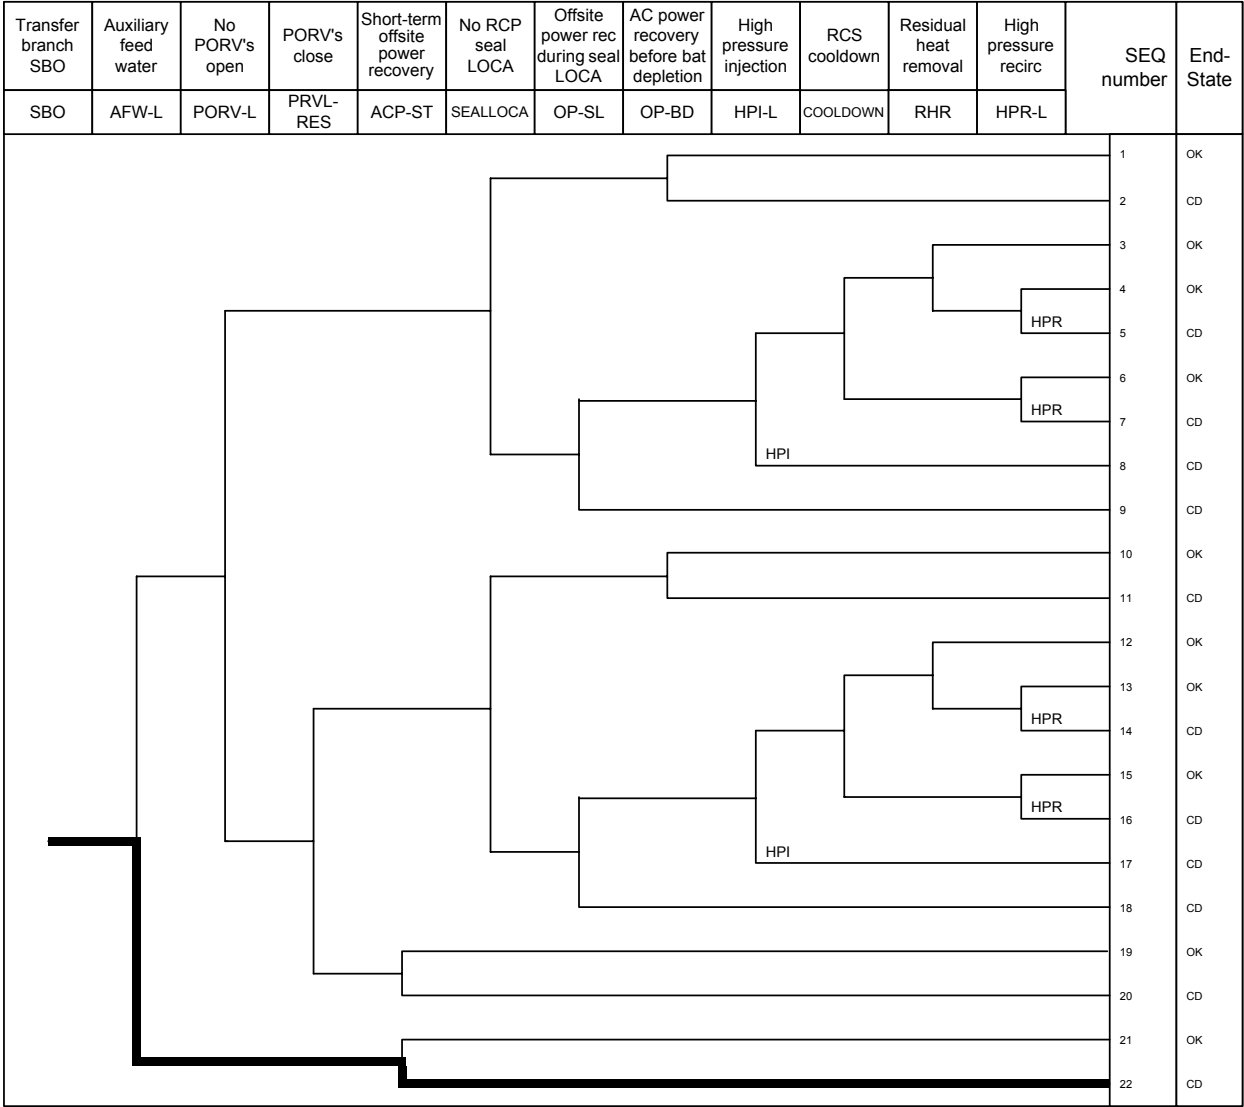 Transfer
branch
SBO
Auxiliary
feed
water
No
PORV's
open
PORV's
close
Short-term
offsite
power
recovery
No RCP
seal
LOCA
Offsite
power rec
during seal
LOCA
AC power
recovery
before bat
depletion
High
pressure
injection
RCS
cooldown
Residual
heat
removal
High
pressure
recirc
SEQ
number
End-
State
SBO
AFW-L
PORV-L
PRVL-
RES
ACP-ST
SEALLOCA
OP-SL
OP-BD
HPI-L
COOLDOWN
RHR
HPR-L
1 OK
2 CD
3 OK
4 OK
HPR
5 CD
6 OK
HPR
7 CD
HPI
8 CD
9 CD
10 OK
11 CD
12 OK
13 OK
HPR
14 CD
15 OK
HPR
16 CD
HPI
17 CD
18 CD
19 OK
20 CD
21 OK
22 CD